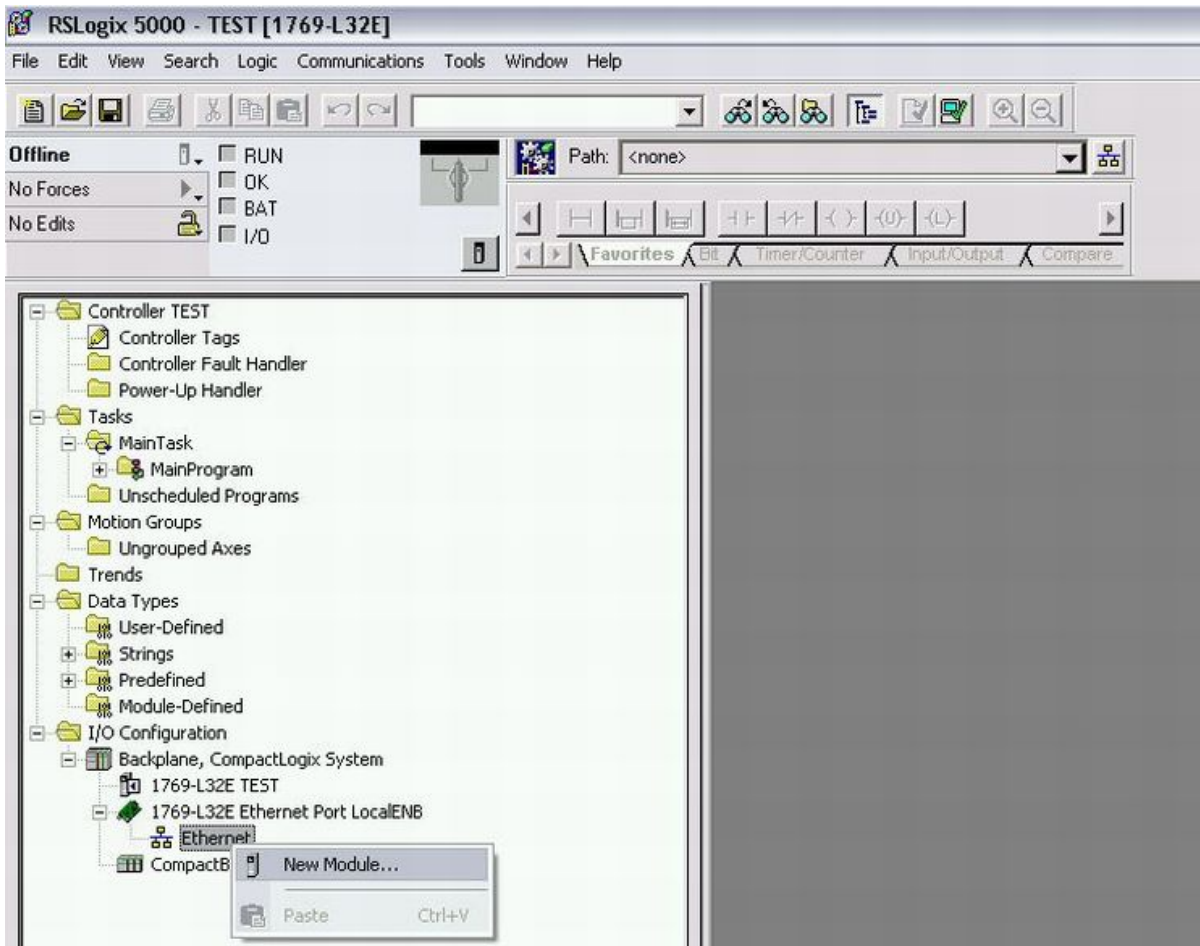 RSLogix 5000 - TEST [1769-L32E]
File Edit View Search Logic Communications Tools Window Help
Offline
RUN
Path: <none>
No Forces
OK
BAT
No Edits
I/O
(U) (L)
Favorites Bit Timer/Counter Input/Output Compare
Controller TEST
Controller Tags
Controller Fault Handler
Power-Up Handler
Tasks
MainTask
MainProgram
Unscheduled Programs
Motion Groups
Ungrouped Axes
Trends
Data Types
User-Defined
Strings
Predefined
Module-Defined
I/O Configuration
Backplane, CompactLogix System
1769-L32E TEST
1769-L32E Ethernet Port LocalENB
Ethernet
CompactB
New Module...
Paste Ctrl+V